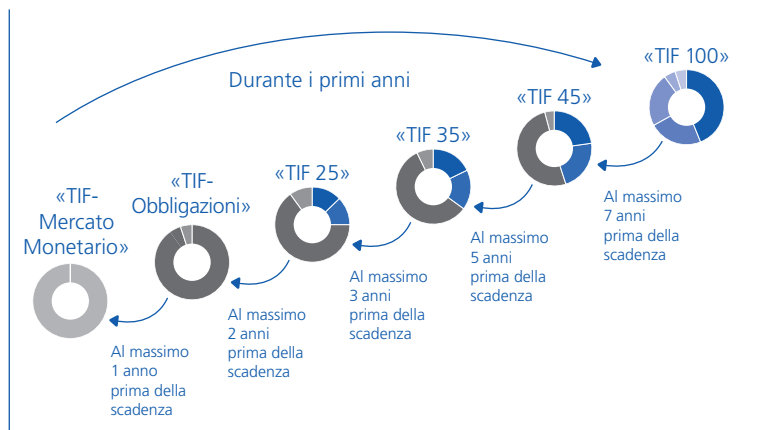 «TIF 100»
Durante i primi anni
«TIF 45»
«TIF 35»
«TIF 25»
«TIF-
Obbligazioni»
«TIF-
Mercato
Monetario»
Al massimo
7 anni
prima della
scadenza
Al massimo
5 anni
prima della
scadenza
Al massimo
3 anni
prima della
scadenza
Al massimo
2 anni
prima della
scadenza
Al massimo
1 anno
prima della
scadenza